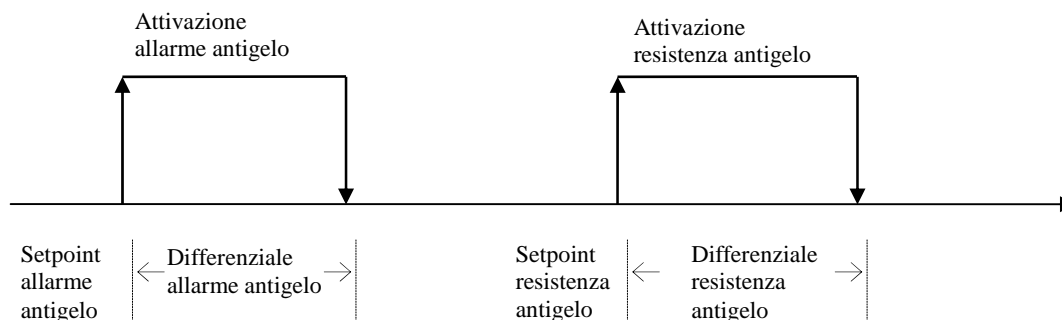 Attivazione
allarme antigelo
Attivazione
resistenza antigelo
Setpoint
allarme
antigelo
Differenziale
allarme antigelo
Setpoint
resistenza
antigelo
Differenziale
resistenza
antigelo